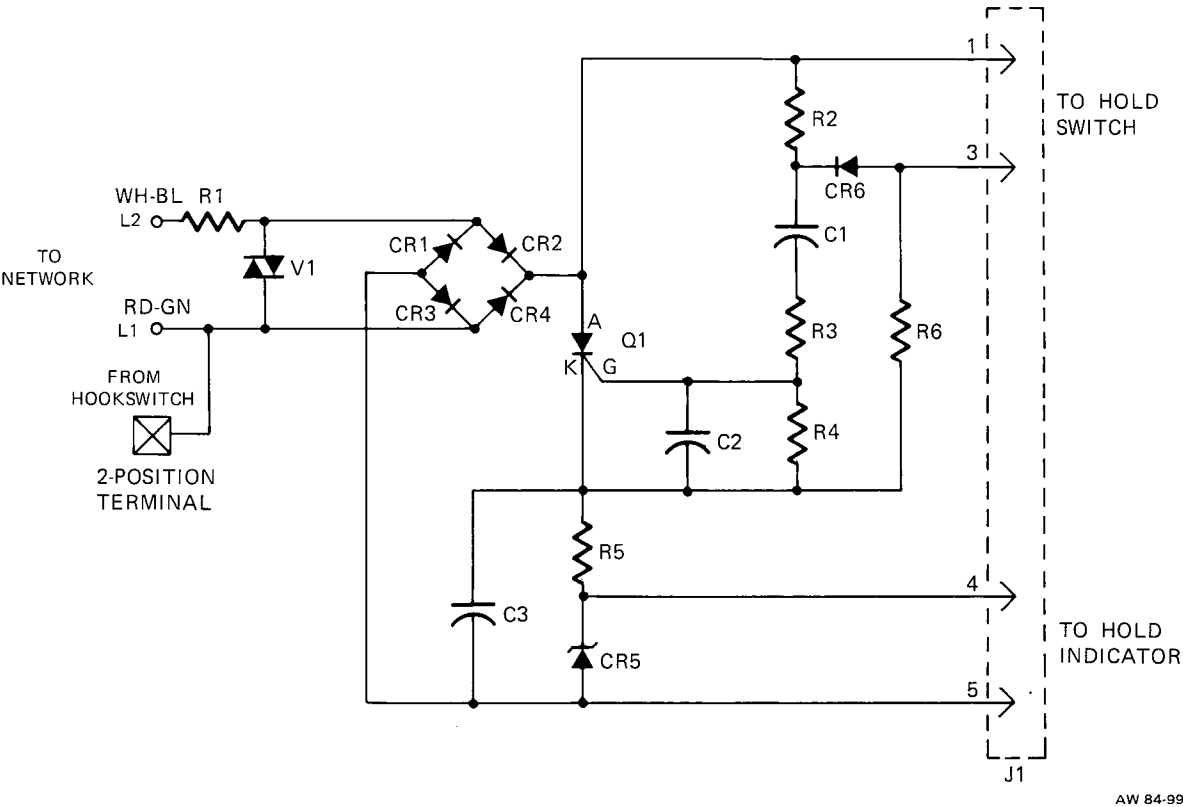 1
TO HOLD
SWITCH
R2
3
CR6
WH-BL R1
L2
C1
CR1
CR2
TO
NETWORK
V1
RD-GN
L1
CR3
CR4
A
Q1
R3
R6
K
G
FROM
HOOKSWITCH
C2
R4
2-POSITION
TERMINAL
R5
4
C3
TO HOLD
INDICATOR
CR5
5
J1
AW 84-99